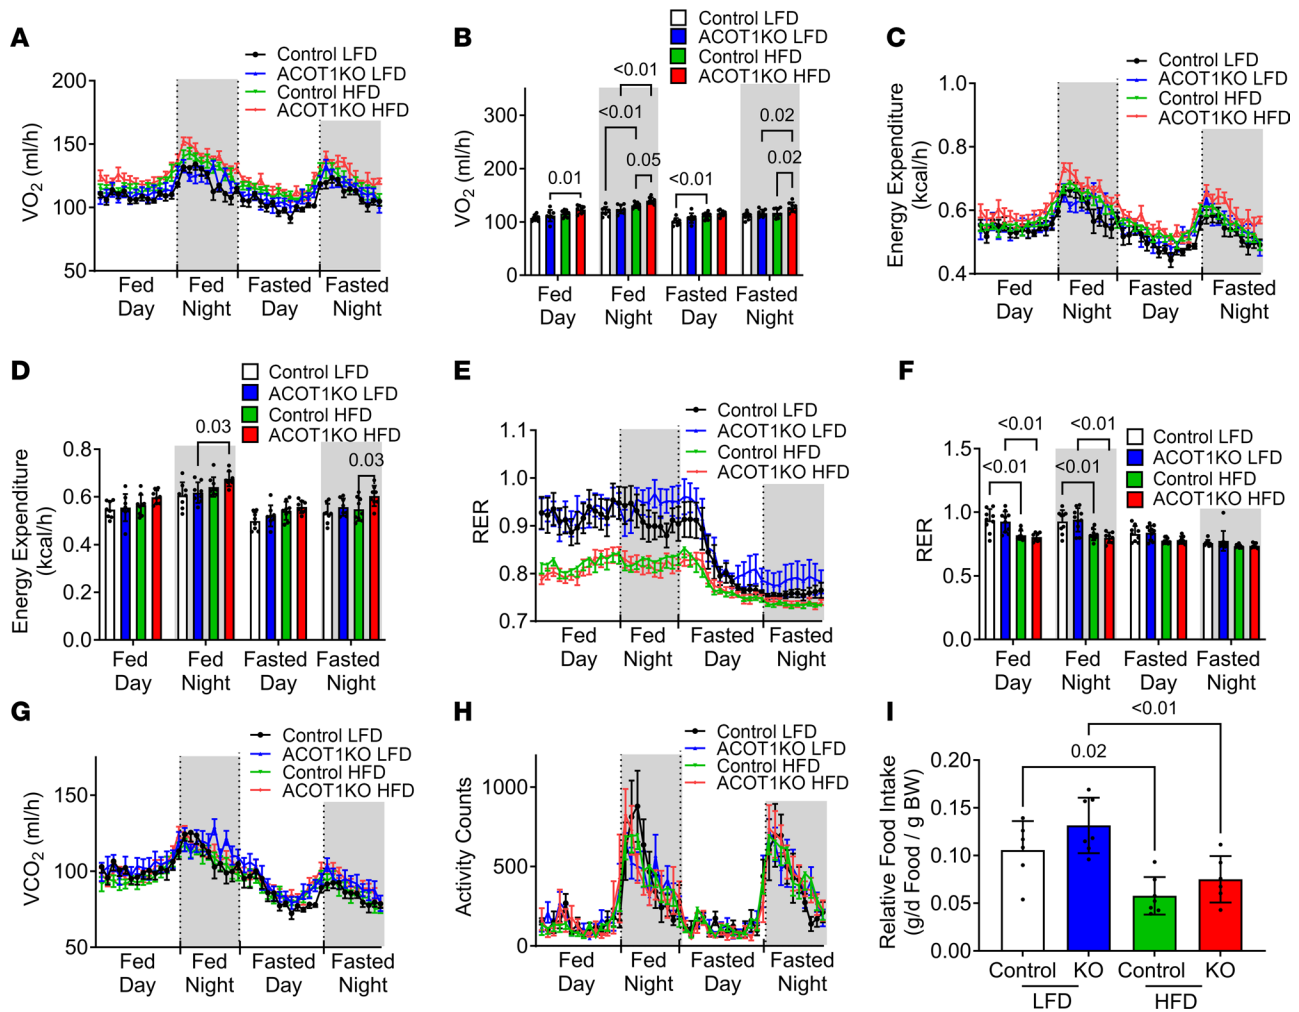 A
Control LFD
ACOT1KO LFD
Control HFD
ACOT1KO HFD
200
150
100
50
VO2 (ml/h)
Fed Day
Fed Night
Fasted Day
Fasted Night
B
Control LFD
ACOT1KO LFD
Control HFD
ACOT1KO HFD
<0.01
<0.01
0.02
0.05
0.02
0.01
<0.01
300
200
100
0
VO2 (ml/h)
Fed Day
Fed Night
Fasted Day
Fasted Night
C
Control LFD
ACOT1KO LFD
Control HFD
ACOT1KO HFD
1.0
0.8
0.6
0.4
Energy Expenditure (kcal/h)
Fed Day
Fed Night
Fasted Day
Fasted Night
D
Control LFD
ACOT1KO LFD
Control HFD
ACOT1KO HFD
0.03
0.03
0.8
0.6
0.4
0.2
0.0
Energy Expenditure (kcal/h)
Fed Day
Fed Night
Fasted Day
Fasted Night
E
Control LFD
ACOT1KO LFD
Control HFD
ACOT1KO HFD
1.1
1.0
0.9
0.8
0.7
RER
Fed Day
Fed Night
Fasted Day
Fasted Night
F
Control LFD
ACOT1KO LFD
Control HFD
ACOT1KO HFD
<0.01
<0.01
<0.01
<0.01
1.5
1.0
0.5
0.0
RER
Fed Day
Fed Night
Fasted Day
Fasted Night
G
Control LFD
ACOT1KO LFD
Control HFD
ACOT1KO HFD
150
100
50
VCO2 (ml/h)
Fed Day
Fed Night
Fasted Day
Fasted Night
H
Control LFD
ACOT1KO LFD
Control HFD
ACOT1KO HFD
1000
500
0
Activity Counts
Fed Day
Fed Night
Fasted Day
Fasted Night
I
<0.01
0.02
0.20
0.15
0.10
0.05
0.00
Relative Food Intake
(g/d Food / g BW)
Control KO Control KO
LFD HFD